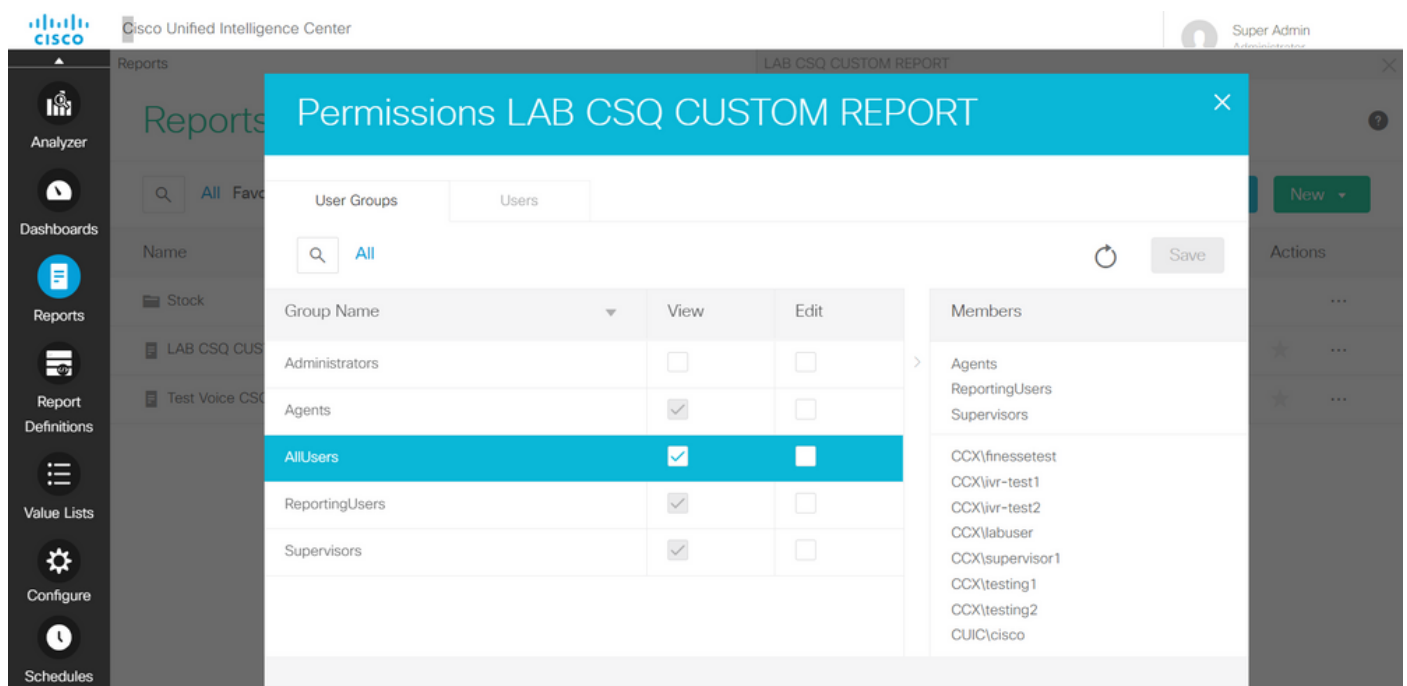 CISCO
Cisco Unified Intelligence Center
Super Admin
Administrator
Reports
LAB CSQ CUSTOM REPORT
Analyzer
Dashboards
Reports
Report
Definitions
Value Lists
Configure
Schedules
Reports
All Favo
New
Name
Actions
Stock
LAB CSQ CUS
Test Voice CSQ
Permissions LAB CSQ CUSTOM REPORT
User Groups
Users
All
Save
Group Name
View
Edit
Members
Administrators
Agents
AllUsers
ReportingUsers
Supervisors
Agents
ReportingUsers
Supervisors
CCX\finessetest
CCX\ivr-test1
CCX\ivr-test2
CCX\labuser
CCX\supervisor1
CCX\testing1
CCX\testing2
CUIC\cisco